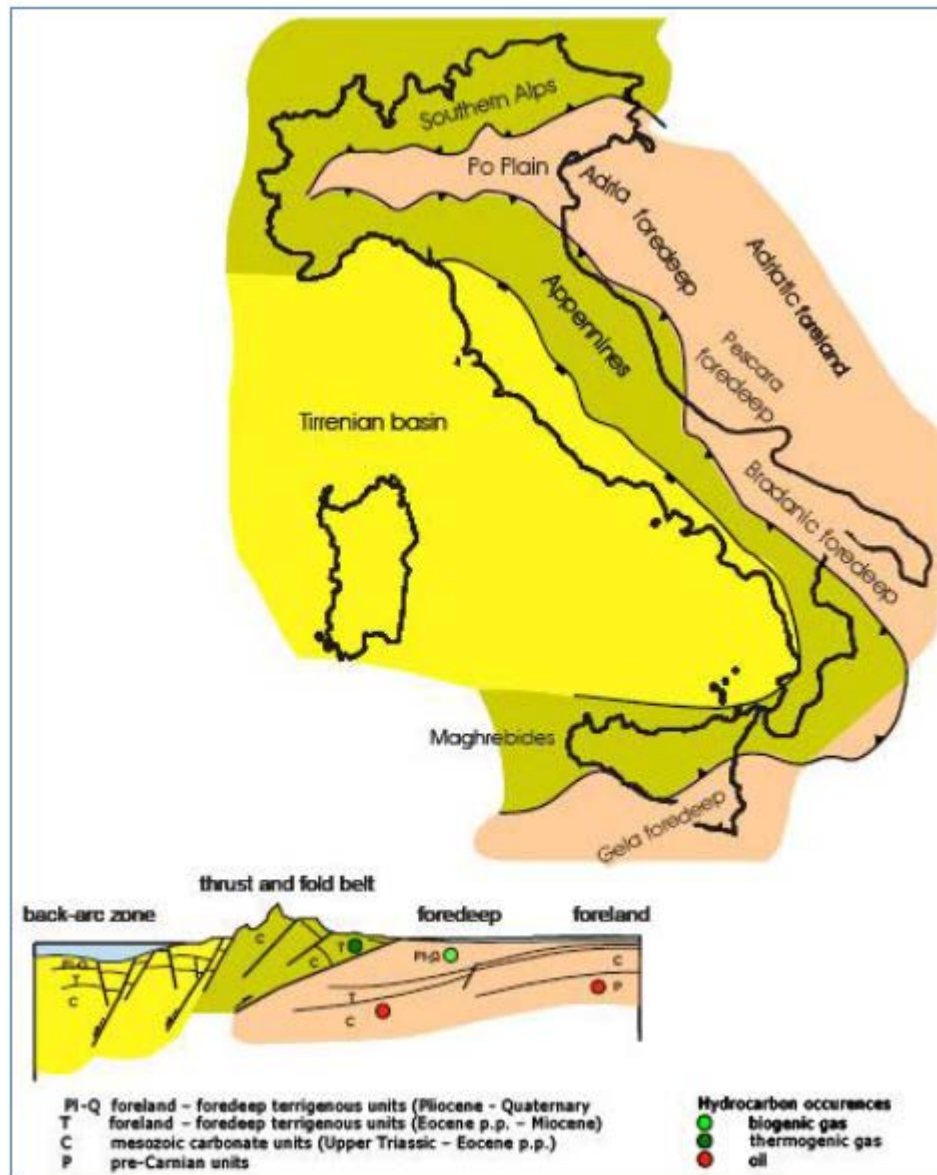 Southern Alps
Po Plain
Adria foredeep
Adriatic foreland
Appennines
Pescara
foredeep
Tirrenian basin
Bradanic foredeep
Maghrebides
Gela foredeep
thrust and fold belt
back-arc zone
foredeep
foreland
Pl-Q
T
C
C
T
C
Pl-Q
T
C
C
P
Pl-Q foreland – foredeep terrigenous units (Pliocene - Quaternary
T foreland – foredeep terrigenous units (Eocene p.p. – Miocene)
C mesozoic carbonate units (Upper Triassic – Eocene p.p.)
P pre-Carnian units
Hydrocarbon occurences
biogenic gas
thermogenic gas
oil